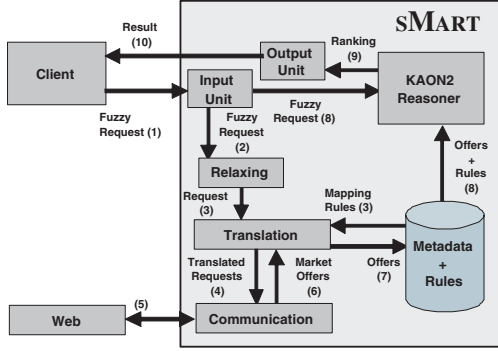 sMART
Result
(10)
Output
Unit
Ranking
(9)
Client
Input
Unit
KAON2
Reasoner
Fuzzy
Request (1)
Fuzzy
Request
(2)
Fuzzy
Request (8)
Offers
+
Rules
(8)
Relaxing
Request
(3)
Mapping
Rules (3)
Translation
Metadata
+ Rules
Translated
Requests
(4)
Market
Offers
(6)
Offers
(7)
Web
(5)
Communication